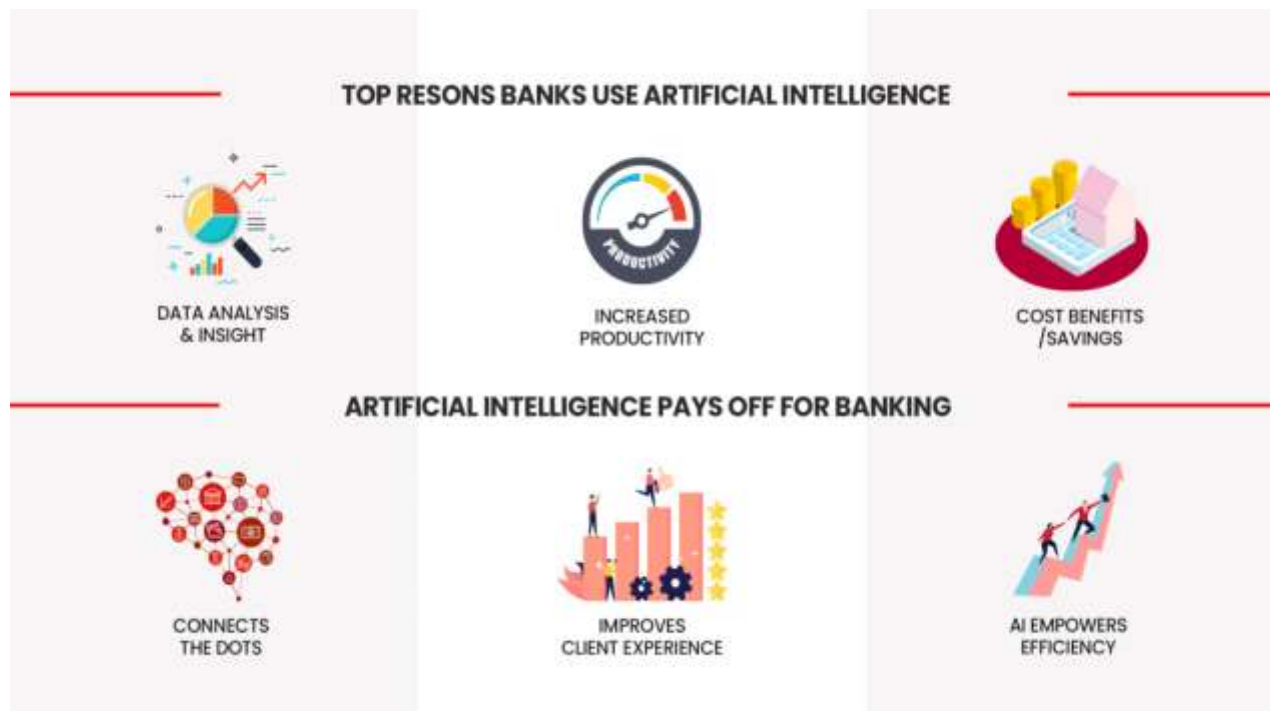 TOP RESONS BANKS USE ARTIFICIAL INTELLIGENCE
PRODUCTIVITY
DATA ANALYSIS
& INSIGHT
INCREASED
PRODUCTIVITY
COST BENEFITS
/SAVINGS
ARTIFICIAL INTELLIGENCE PAYS OFF FOR BANKING
CONNECTS
THE DOTS
IMPROVES
CLIENT EXPERIENCE
AI EMPOWERS
EFFICIENCY